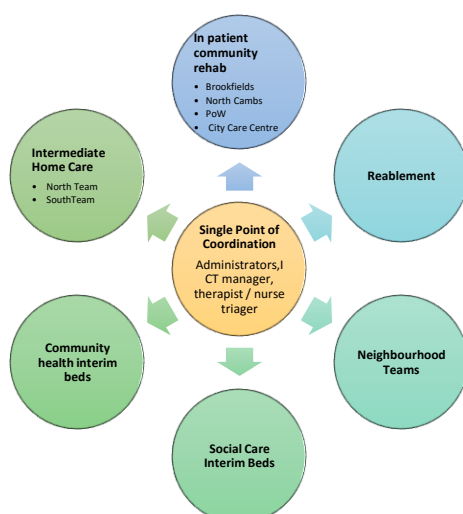 In patient
community
rehab
• Brookfields
• North Cambs
• PoW
• City Care Centre
Intermediate
Home Care
• North Team
• SouthTeam
Reablement
Single Point of
Coordination
Administrators,I
CT manager,
therapist / nurse
triager
Community
health interim
beds
Neighbourhood
Teams
Social Care
Interim Beds